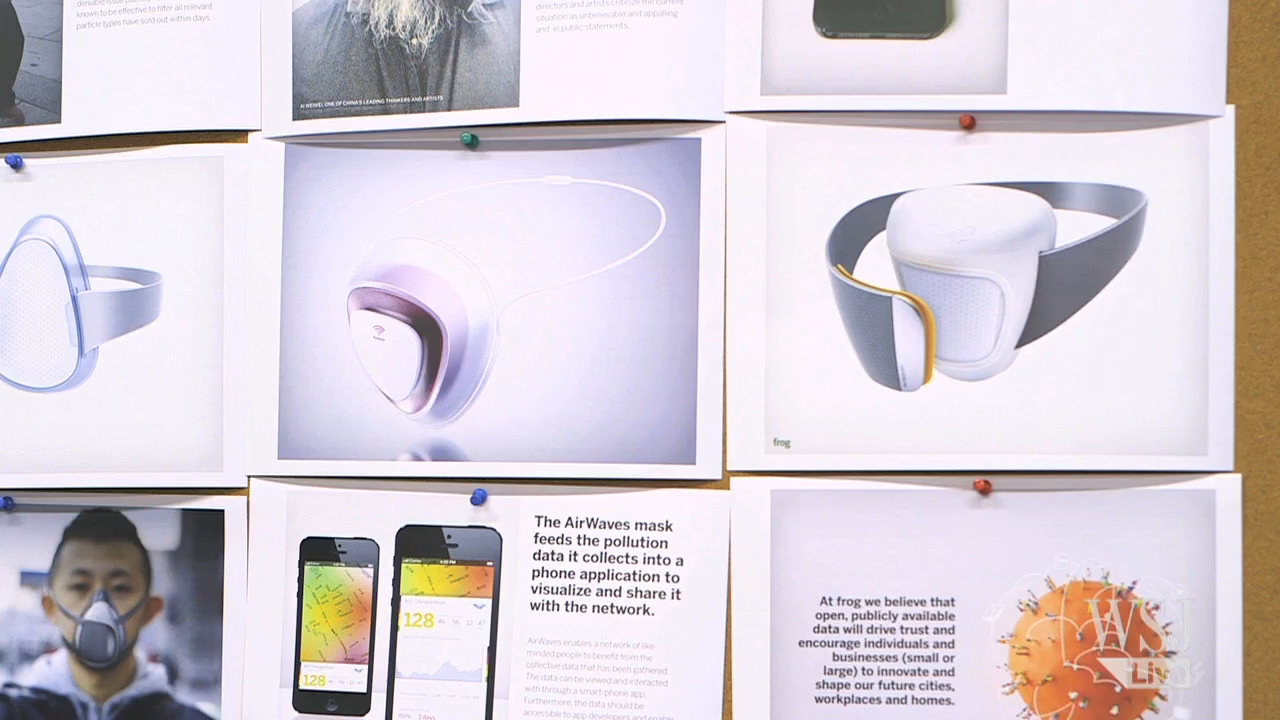 known to be effective to filter all relevant
particle types have sold out within days.
AI WEIWEI, ONE OF CHINA'S LEADING THINKERS AND ARTISTS
directors and artists criticize the current
situation as unbelievable and appalling
and in public statements.
frog
128
128
The AirWaves mask
feeds the pollution
data it collects into a
phone application to
visualize and share it
with the network.
AirWaves enables a network of like-
minded people to benefit from the
collective data that has been gathered.
The data can be viewed and interacted
with through a smart-phone app.
Furthermore, the data should be
accessible to app developers and enable
At frog we believe that
open, publicly available
data will drive trust and
encourage individuals and
businesses (small or
large) to innovate and
shape our future cities,
workplaces and homes.
WSJ
LIVE